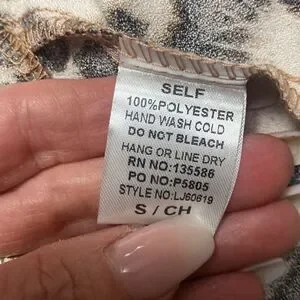 SELF
100%POLYESTER
HAND WASH COLD
DO NOT BLEACH
HANG OR LINE DRY
RN NO:135586
PO NO:P5805
STYLE NO:LJ60619
S / CH